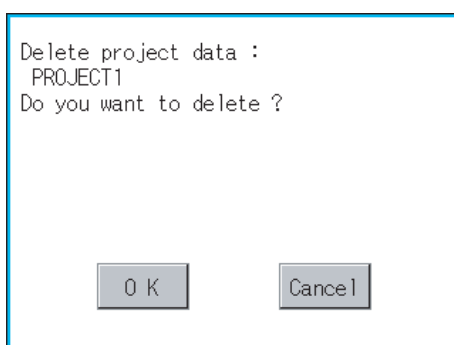 Delete project data :
PROJECT1
Do you want to delete ?
O K
Cancel